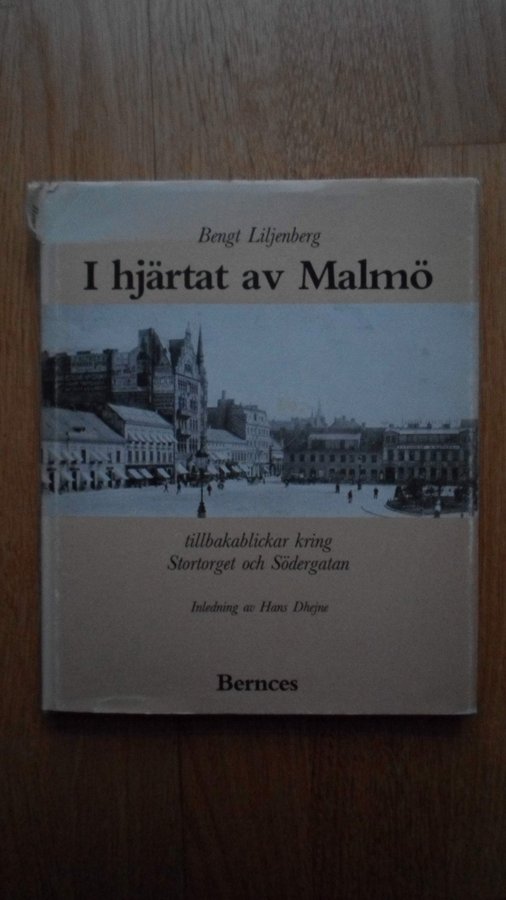 Bengt Liljenberg
I hjärtat av Malmö
tillbakablickar kring
Stortorget och Södergatan
Inledning av Hans Dhejne
Bernces